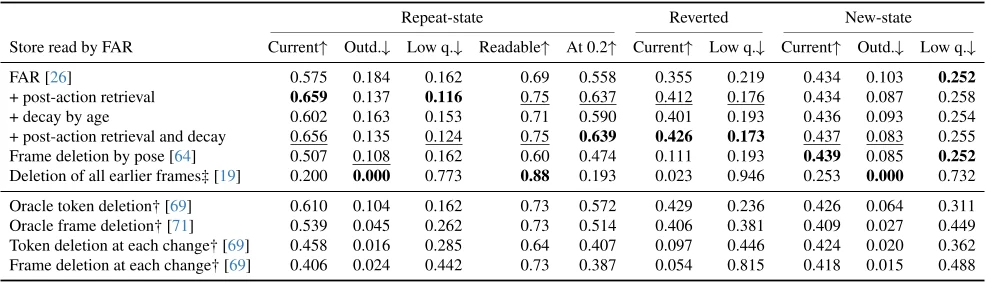 Repeat-state Reverted New-state
Store read by FAR Current↑ Outd.↓ Low q.↓ Readable↑ At 0.2↑ Current↑ Low q.↓ Current↑ Outd.↓ Low q.↓
FAR [26] 0.575 0.184 0.162 0.69 0.558 0.355 0.219 0.434 0.103 0.252
+ post-action retrieval 0.659 0.137 0.116 0.75 0.637 0.412 0.176 0.434 0.087 0.258
+ decay by age 0.602 0.163 0.153 0.71 0.590 0.401 0.193 0.436 0.093 0.254
+ post-action retrieval and decay 0.656 0.135 0.124 0.75 0.639 0.426 0.173 0.437 0.083 0.255
Frame deletion by pose [64] 0.507 0.108 0.162 0.60 0.474 0.111 0.193 0.439 0.085 0.252
Deletion of all earlier frames‡ [19] 0.200 0.000 0.773 0.88 0.193 0.023 0.946 0.253 0.000 0.732
Oracle token deletion† [69] 0.610 0.104 0.162 0.73 0.572 0.429 0.236 0.426 0.064 0.311
Oracle frame deletion† [71] 0.539 0.045 0.262 0.73 0.514 0.406 0.381 0.409 0.027 0.449
Token deletion at each change† [69] 0.458 0.016 0.285 0.64 0.407 0.097 0.446 0.424 0.020 0.362
Frame deletion at each change† [69] 0.406 0.024 0.442 0.73 0.387 0.054 0.815 0.418 0.015 0.488